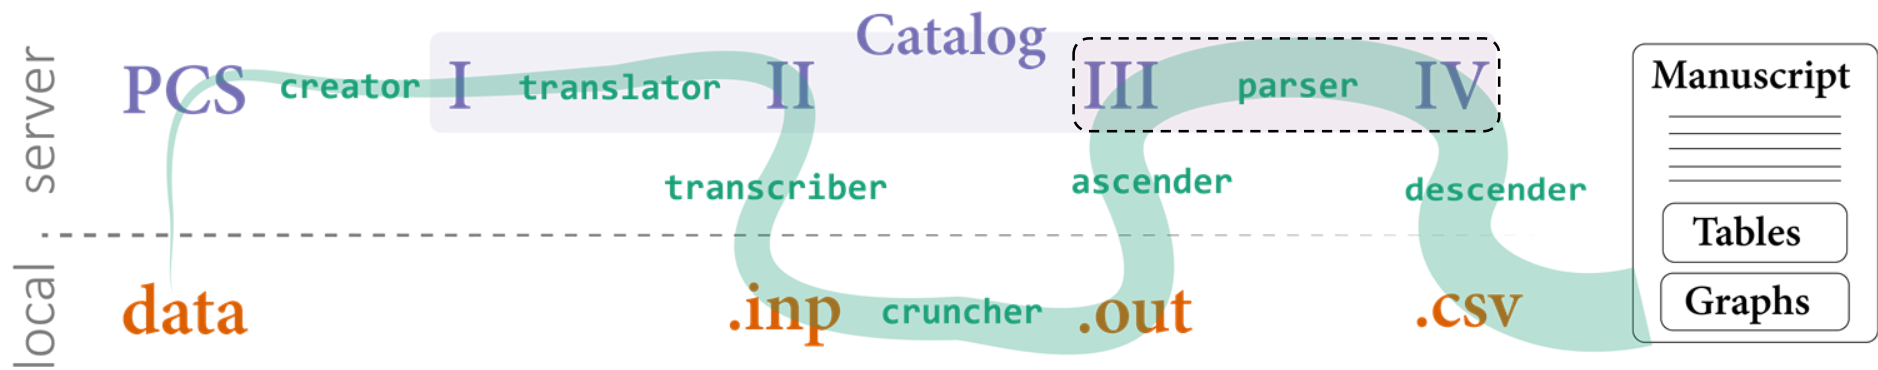 server
Catalog
PCS creator I translator II III parser IV
transcriber ascender descender
local
data .inp cruncher .out .csv
Manuscript
Tables
Graphs